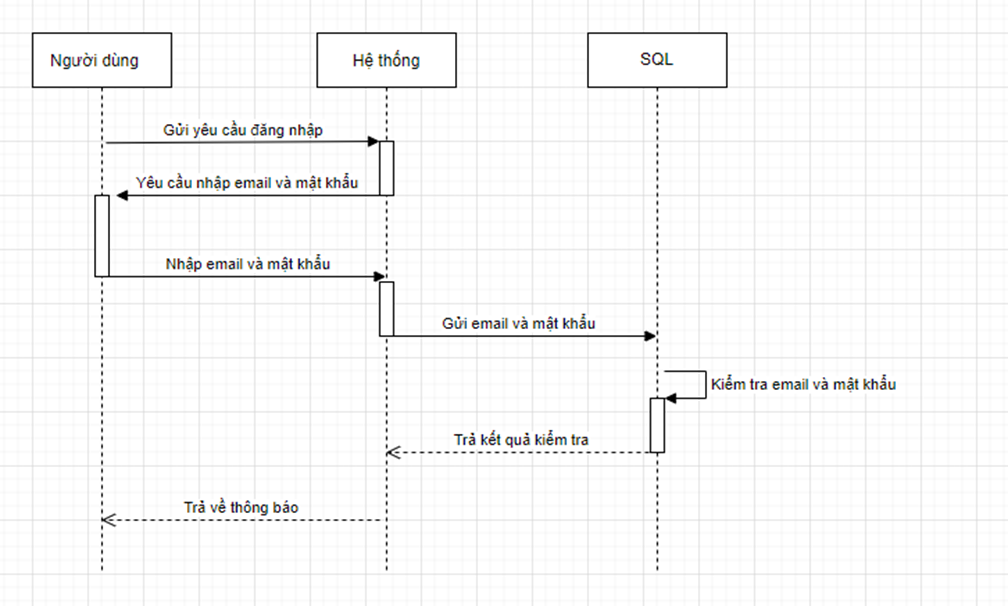 Người dùng
Hệ thống
SQL
Gửi yêu cầu đăng nhập
Yêu cầu nhập email và mật khẩu
Nhập email và mật khẩu
Gửi email và mật khẩu
Kiểm tra email và mật khẩu
Trả kết quả kiểm tra
Trả về thông báo